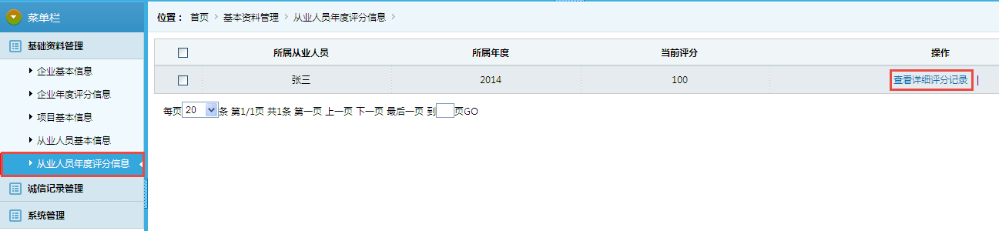 菜单栏
基础资料管理
企业基本信息
企业年度评分信息
项目基本信息
从业人员基本信息
从业人员年度评分信息
诚信记录管理
系统管理
位置： 首页 > 基本资料管理 > 从业人员年度评分信息 >
所属从业人员 所属年度 当前评分 操作
张三 2014 100 查看详细评分记录 |
每页 20 条 第1/1页 共1条 第一页 上一页 下一页 最后一页 到 页GO